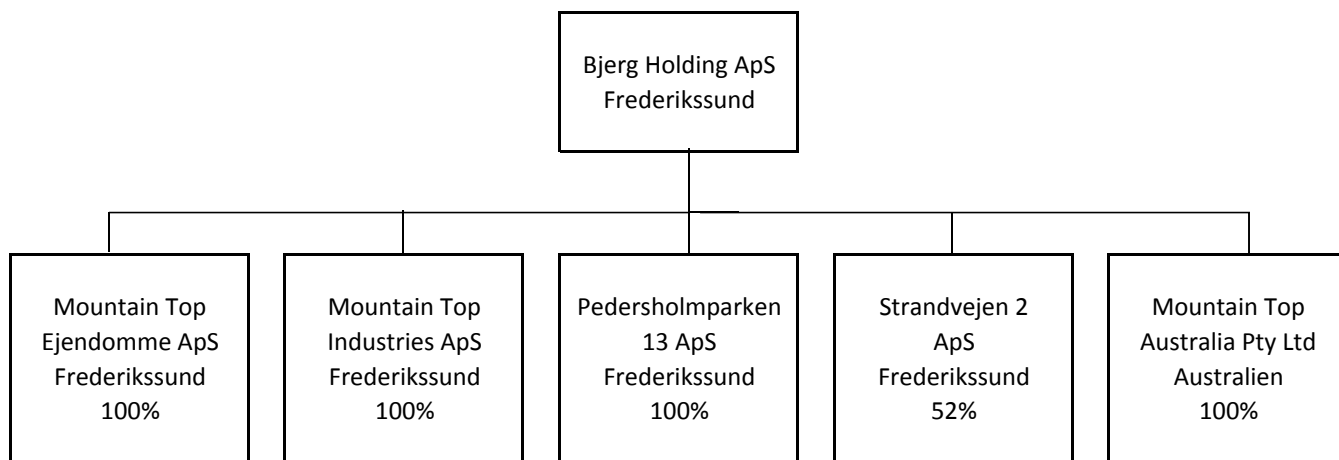 Bjerg Holding ApS
Frederikssund
Mountain Top
Ejendomme ApS
Frederikssund
100%
Mountain Top
Industries ApS
Frederikssund
100%
Pedersholmparken
13 ApS
Frederikssund
100%
Strandvejen 2
ApS
Frederikssund
52%
Mountain Top
Australia Pty Ltd
Australien
100%